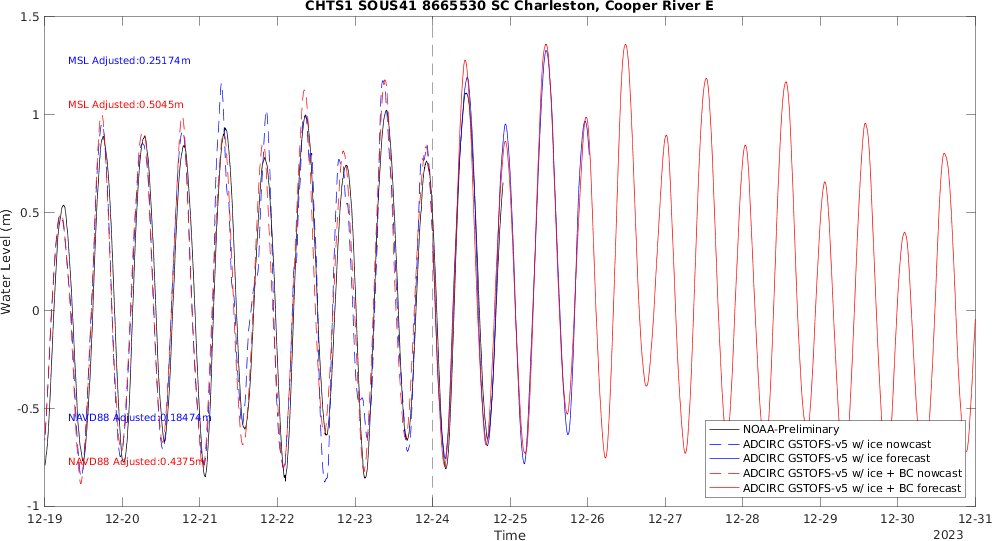 CHTS1 SOUS41 8665530 SC Charleston, Cooper River E
1.5
MSL Adjusted:0.25174m
MSL Adjusted:0.5045m
1
0.5
Water Level (m)
0
-0.5
NAVD88 Adjusted:0.18474m
NAVD88 Adjusted:0.4375m
-1
NOAA-Preliminary
ADCIRC GSTOFS-v5 w/ ice nowcast
ADCIRC GSTOFS-v5 w/ ice forecast
ADCIRC GSTOFS-v5 w/ ice + BC nowcast
ADCIRC GSTOFS-v5 w/ ice + BC forecast
12-19 12-20 12-21 12-22 12-23 12-24 12-25 12-26 12-27 12-28 12-29 12-30 12-31
Time
2023